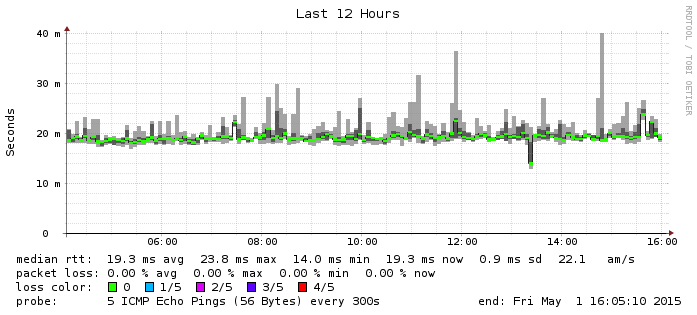 Last 12 Hours
RRDTOOL / TOBI OETIKER
Seconds
40 m
30 m
20 m
10 m
0
06:00 08:00 10:00 12:00 14:00 16:00
median rtt: 19.3 ms avg 23.8 ms max 14.0 ms min 19.3 ms now 0.9 ms sd 22.1 am/s
packet loss: 0.00 % avg 0.00 % max 0.00 % min 0.00 % now
loss color: 0 1/5 2/5 3/5 4/5
probe: 5 ICMP Echo Pings (56 Bytes) every 300s end: Fri May 1 16:05:10 2015